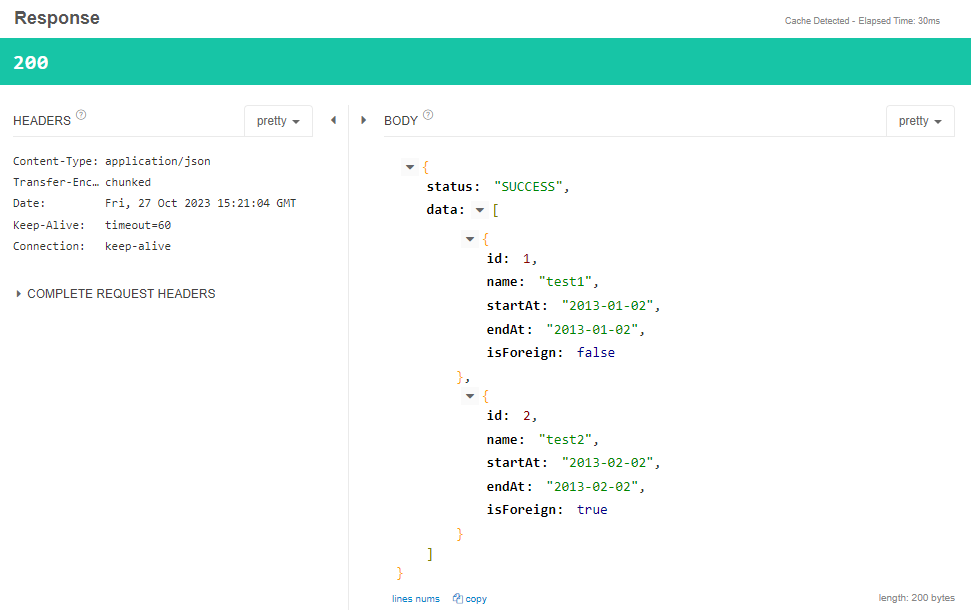 Response
Cache Detected - Elapsed Time: 30ms
200
HEADERS ?
pretty
Content-Type: application/json
Transfer-Enc… chunked
Date: Fri, 27 Oct 2023 15:21:04 GMT
Keep-Alive: timeout=60
Connection: keep-alive
COMPLETE REQUEST HEADERS
BODY ?
pretty
{
status: "SUCCESS",
data: [
{
id: 1,
name: "test1",
startAt: "2013-01-02",
endAt: "2013-01-02",
isForeign: false
},
{
id: 2,
name: "test2",
startAt: "2013-02-02",
endAt: "2013-02-02",
isForeign: true
}
]
}
lines nums copy
length: 200 bytes